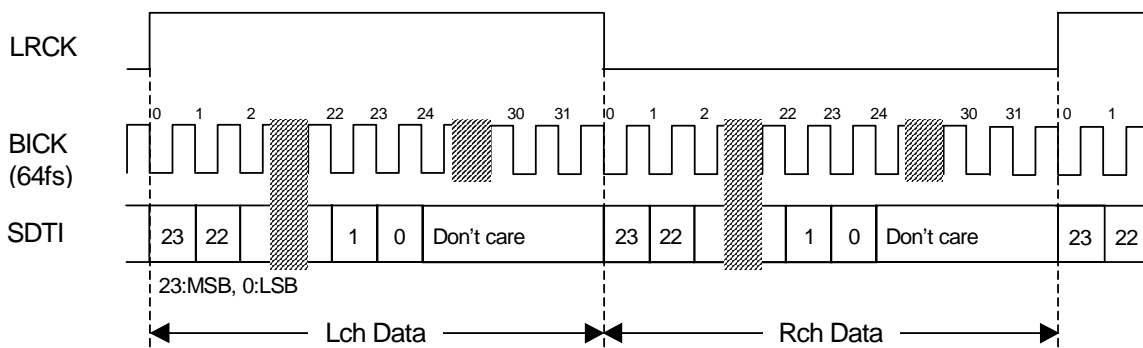 LRCK
0 1 2 22 23 24 30 31 0 1 2 22 23 24 30 31 0 1
BICK
(64fs)
SDTI 23 22 1 0 Don't care 23 22 1 0 Don't care 23 22
23:MSB, 0:LSB
Lch Data Rch Data